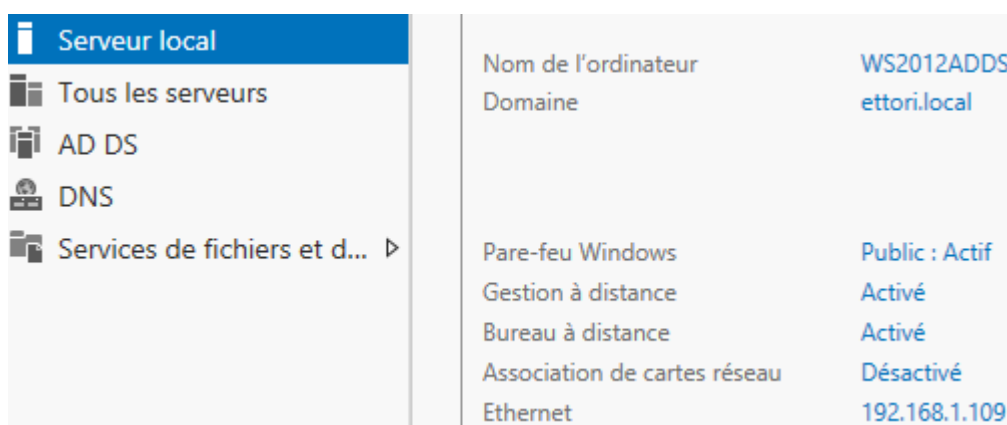 Serveur local
Tous les serveurs
AD DS
DNS
Services de fichiers et d...
Nom de l'ordinateur WS2012ADDS
Domaine ettori.local
Pare-feu Windows Public : Actif
Gestion à distance Activé
Bureau à distance Activé
Association de cartes réseau Désactivé
Ethernet 192.168.1.109